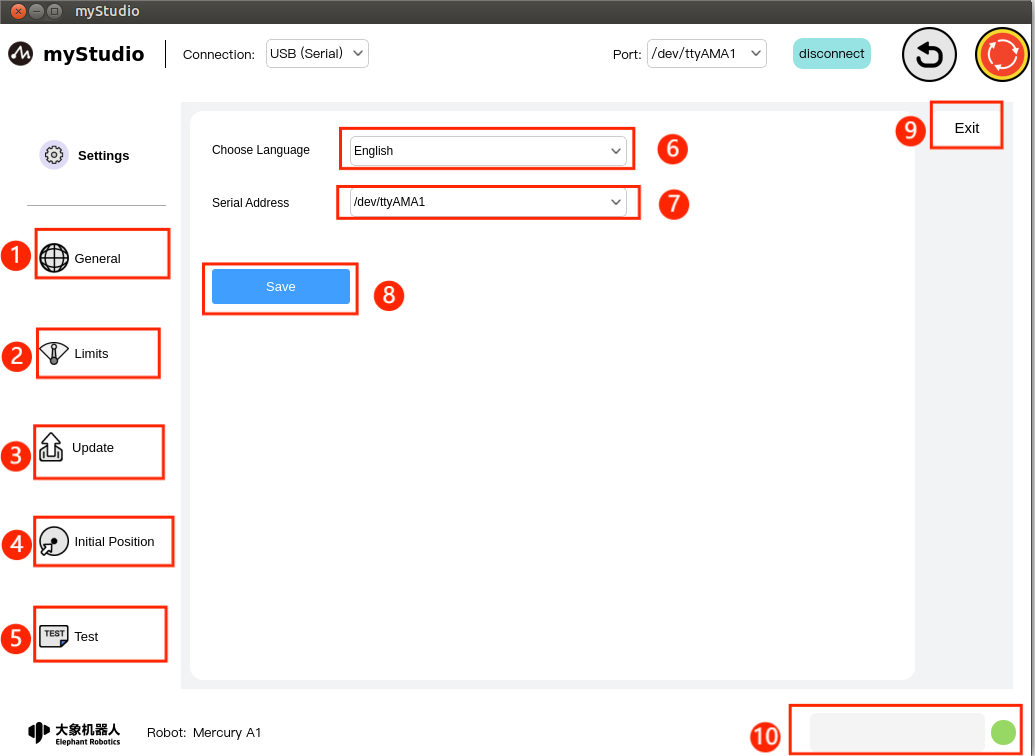 myStudio
myStudio Connection: USB (Serial) Port: /dev/ttyAMA1 disconnect
9 Exit
Settings
Choose Language English 6
Serial Address /dev/ttyAMA1 7
1 General
Save 8
2 Limits
3 Update
4 Initial Position
5 TEST Test
大象机器人
Elephant Robotics
Robot: Mercury A1
10